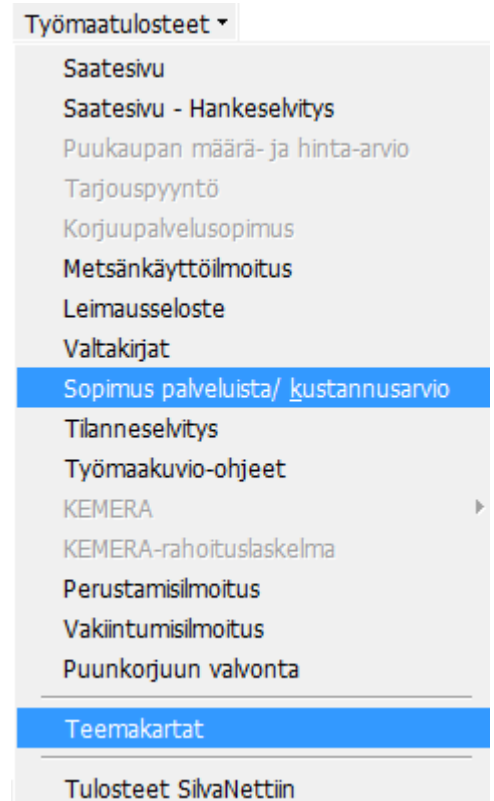 Työmaatulosteet
Saatesivu
Saatesivu - Hankeselvitys
Puukaupan määrä- ja hinta-arvio
Tarjouspyyntö
Korjuupalvelusopimus
Metsänkäyttöilmoitus
Leimausseloste
Valtakirjat
Sopimus palveluista/ kustannusarvio
Tilanneselvitys
Työmaakuvio-ohjeet
KEMERA
KEMERA-rahoituslaskelma
Perustamisilmoitus
Vakiintumisilmoitus
Puunkorjuun valvonta
Teemakartat
Tulosteet SilvaNettiin